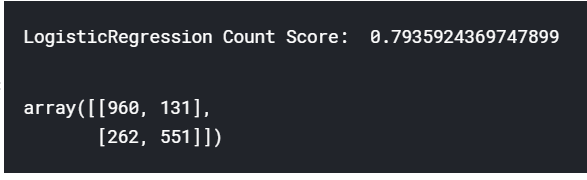 LogisticRegression Count Score:  0.7935924369747899
array([[960, 131],
       [262, 551]])